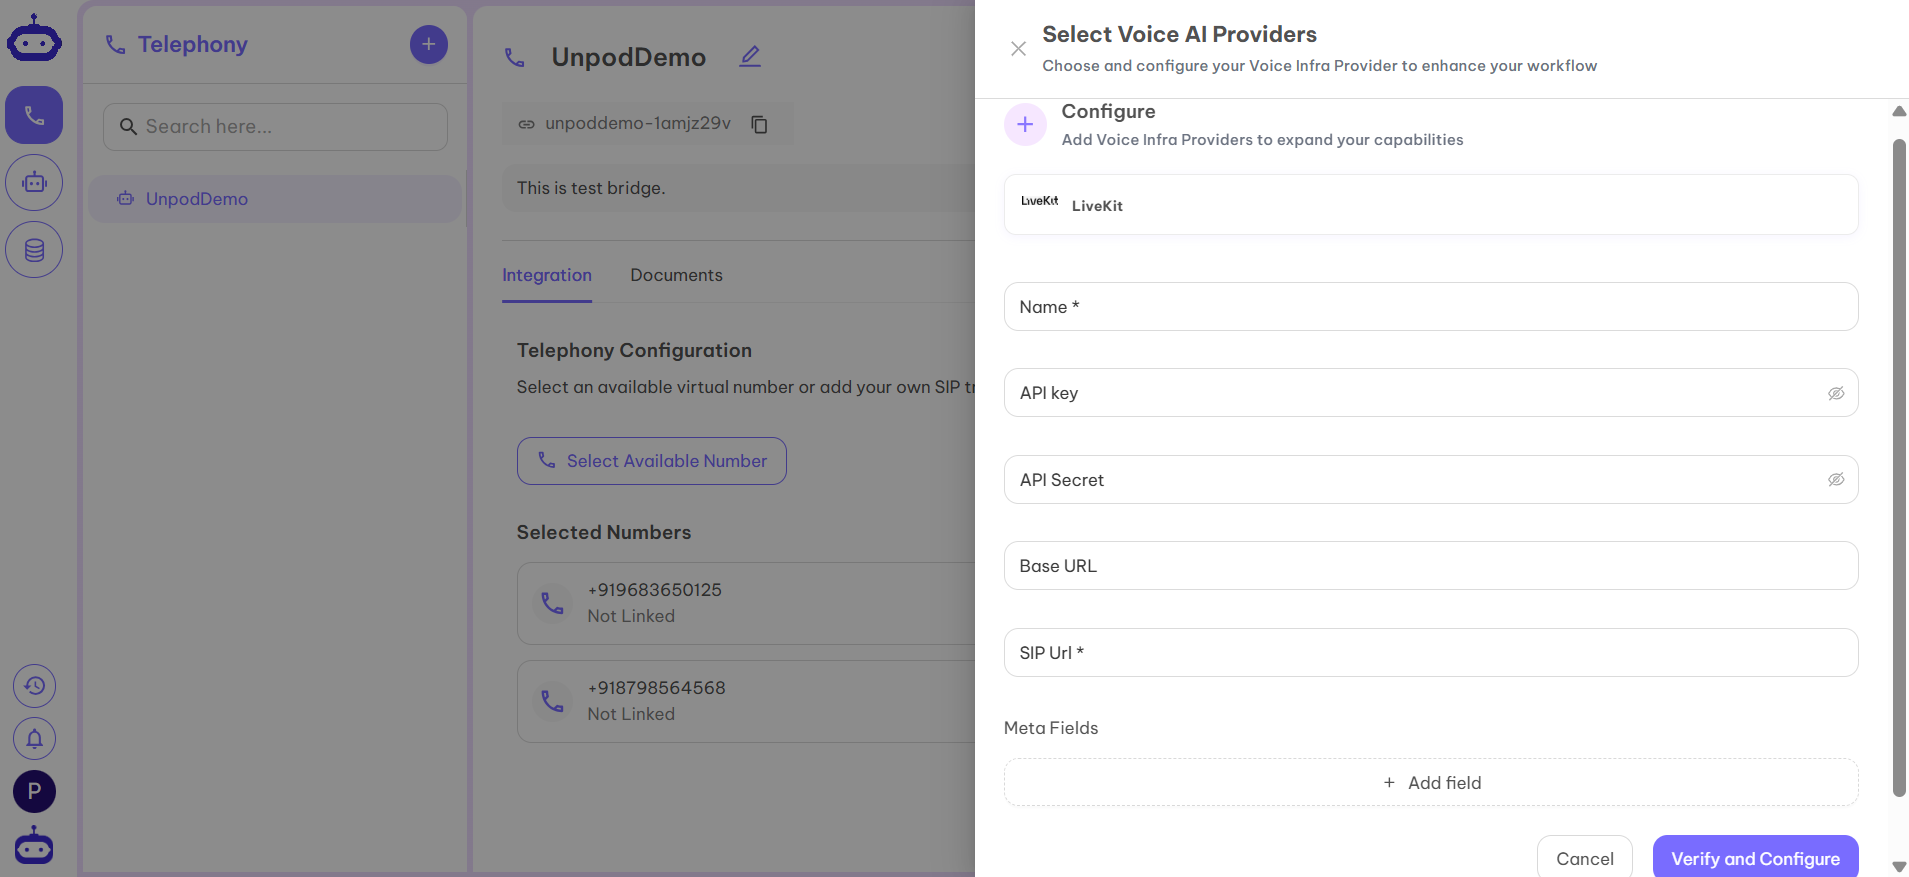 Telephony
Search here...
UnpodDemo
P
UnpodDemo
unpoddemo-1amjz29v
This is test bridge.
Integration
Documents
Telephony Configuration
Select an available virtual number or add your own SIP
Select Available Number
Selected Numbers
+919683650125
Not Linked
+918798564568
Not Linked
Select Voice AI Providers
Choose and configure your Voice Infra Provider to enhance your workflow
Configure
Add Voice Infra Providers to expand your capabilities
LiveKit LiveKit
Name *
API key
API Secret
Base URL
SIP Url *
Meta Fields
+ Add field
Cancel
Verify and Configure